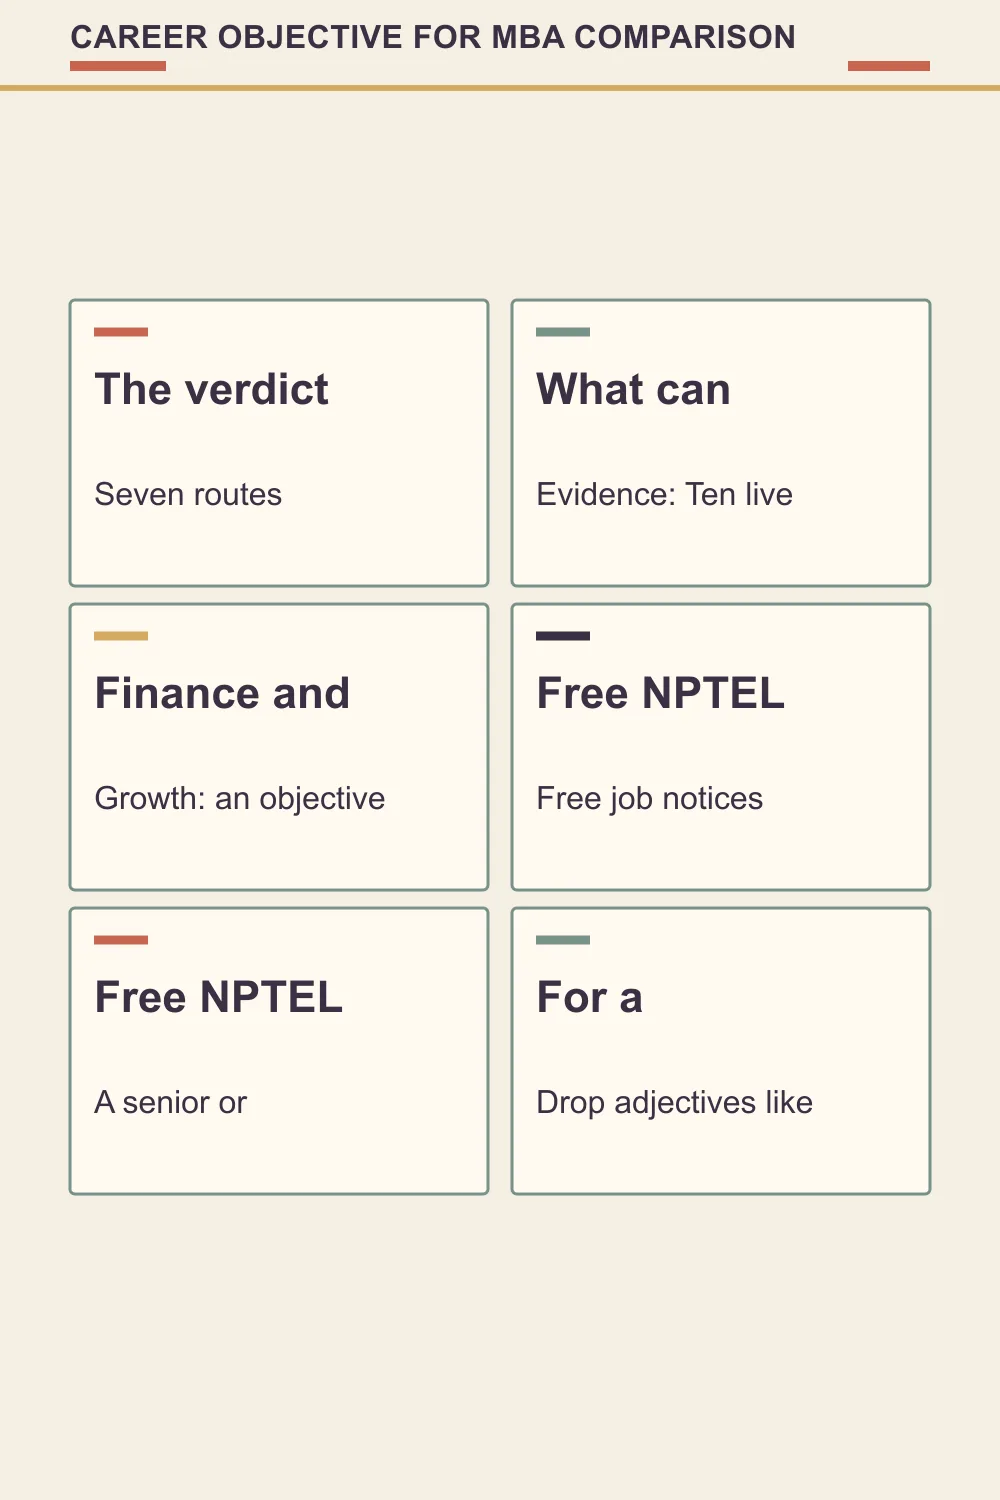 CAREER OBJECTIVE FOR MBA COMPARISON
The verdict
Seven routes
What can
Evidence: Ten live
Finance and
Growth: an objective
Free NPTEL
Free job notices
Free NPTEL
A senior or
For a
Drop adjectives like